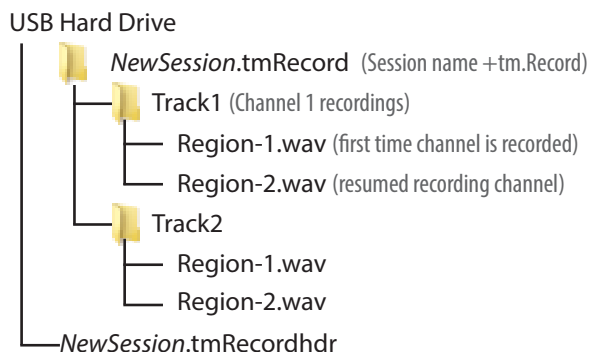 USB Hard Drive
NewSession.tmRecord (Session name +tm.Record)
Track1 (Channel 1 recordings)
Region-1.wav (first time channel is recorded)
Region-2.wav (resumed recording channel)
Track2
Region-1.wav
Region-2.wav
NewSession.tmRecordhdr